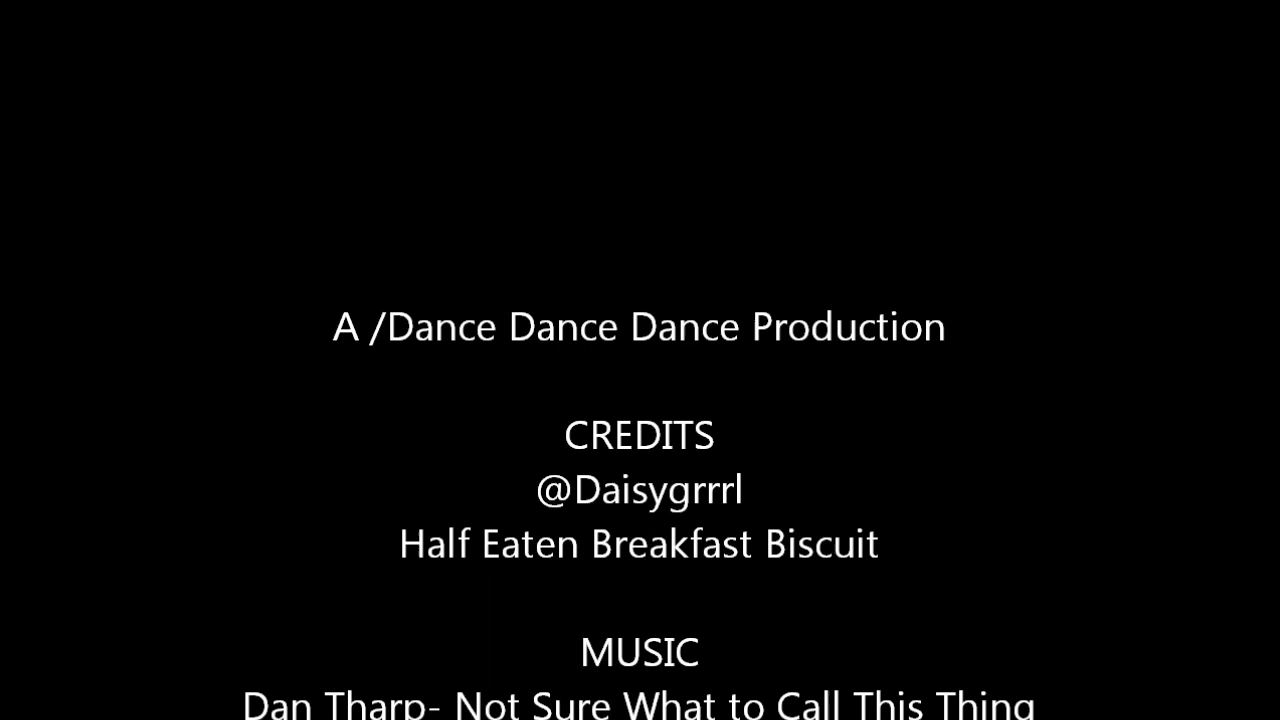 A /Dance Dance Dance Production
CREDITS
@Daisygrrrl
Half Eaten Breakfast Biscuit
MUSIC
Dan Tharp- Not Sure What to Call This Thing